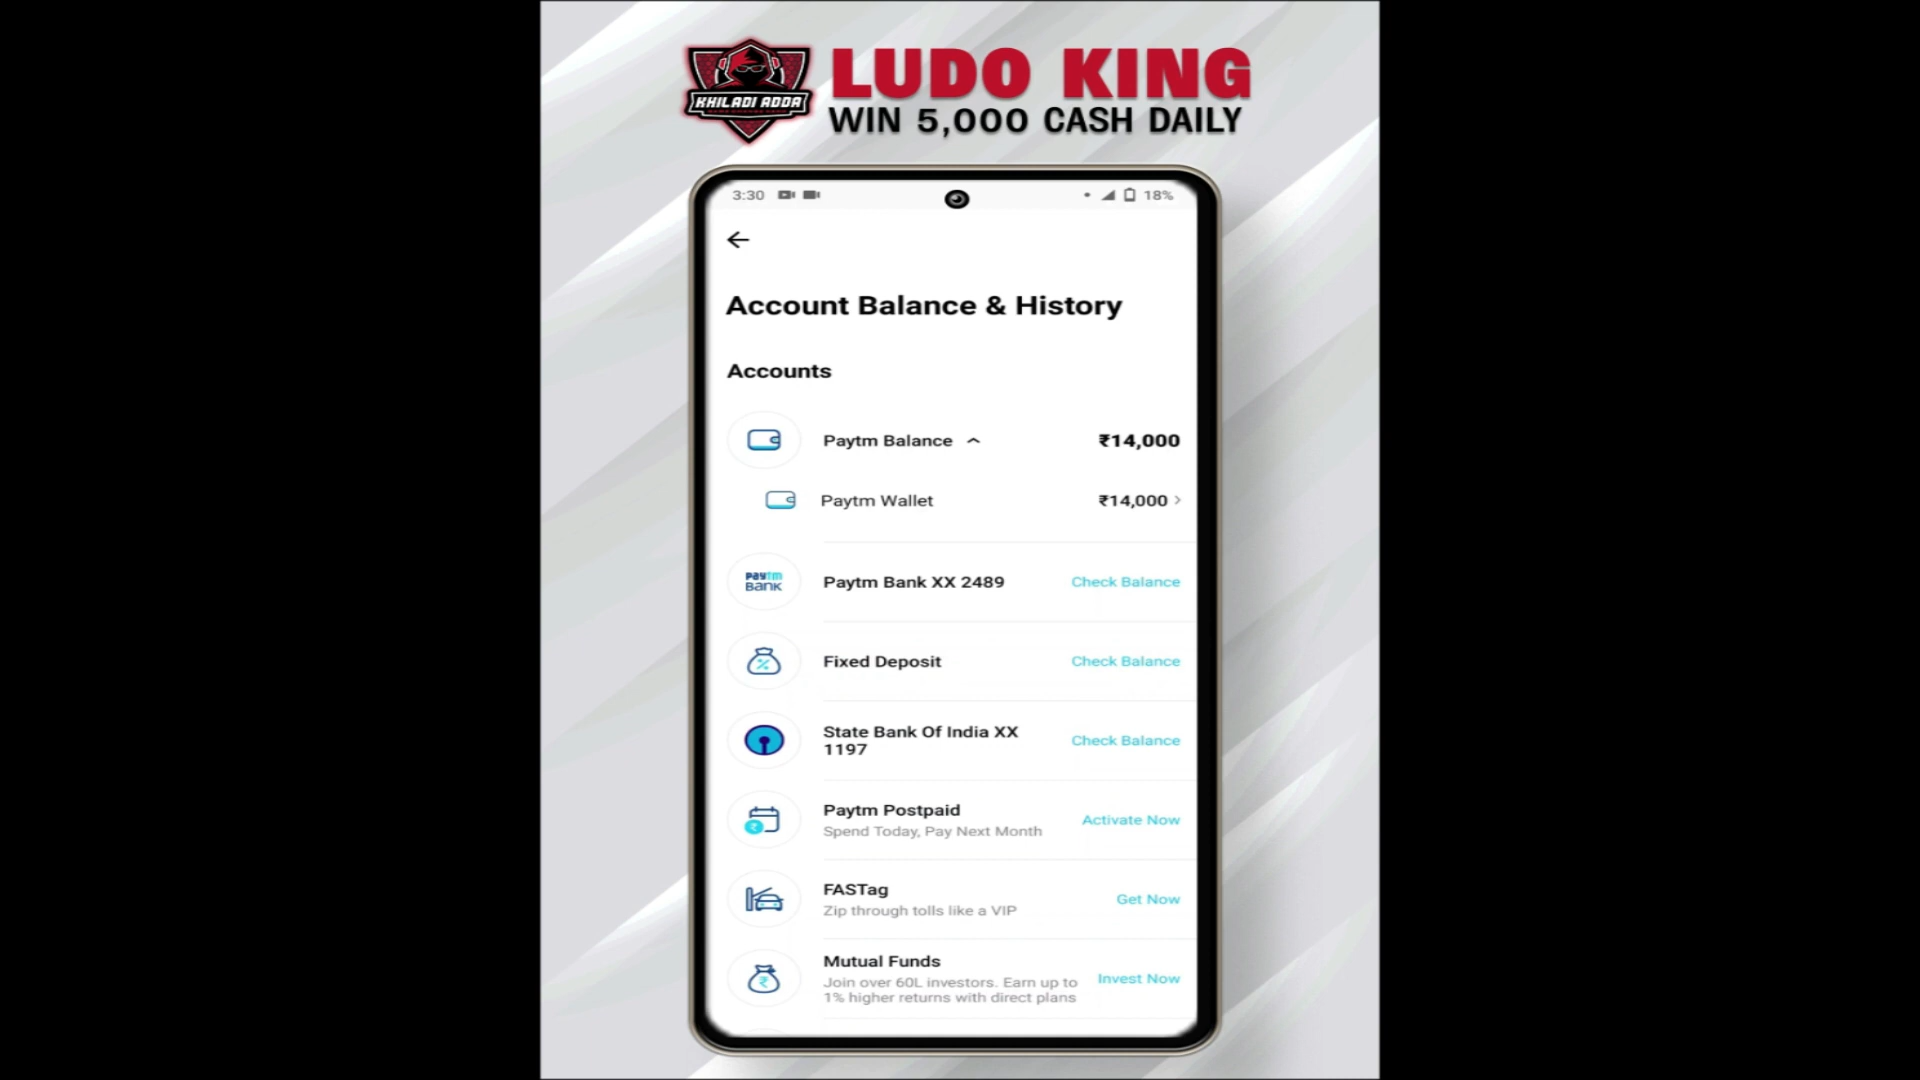 KHILADI ADDA
LUDO KING
WIN 5,000 CASH DAILY
3:30
18%
Account Balance & History
Accounts
Paytm Balance ₹14,000
Paytm Wallet ₹14,000
paytm
BANK
Paytm Bank XX 2489 Check Balance
Fixed Deposit Check Balance
State Bank Of India XX
1197
Check Balance
Paytm Postpaid
Spend Today, Pay Next Month
Activate Now
FASTag
Zip through tolls like a VIP
Get Now
Mutual Funds
Join over 60L investors. Earn up to
1% higher returns with direct plans
Invest Now